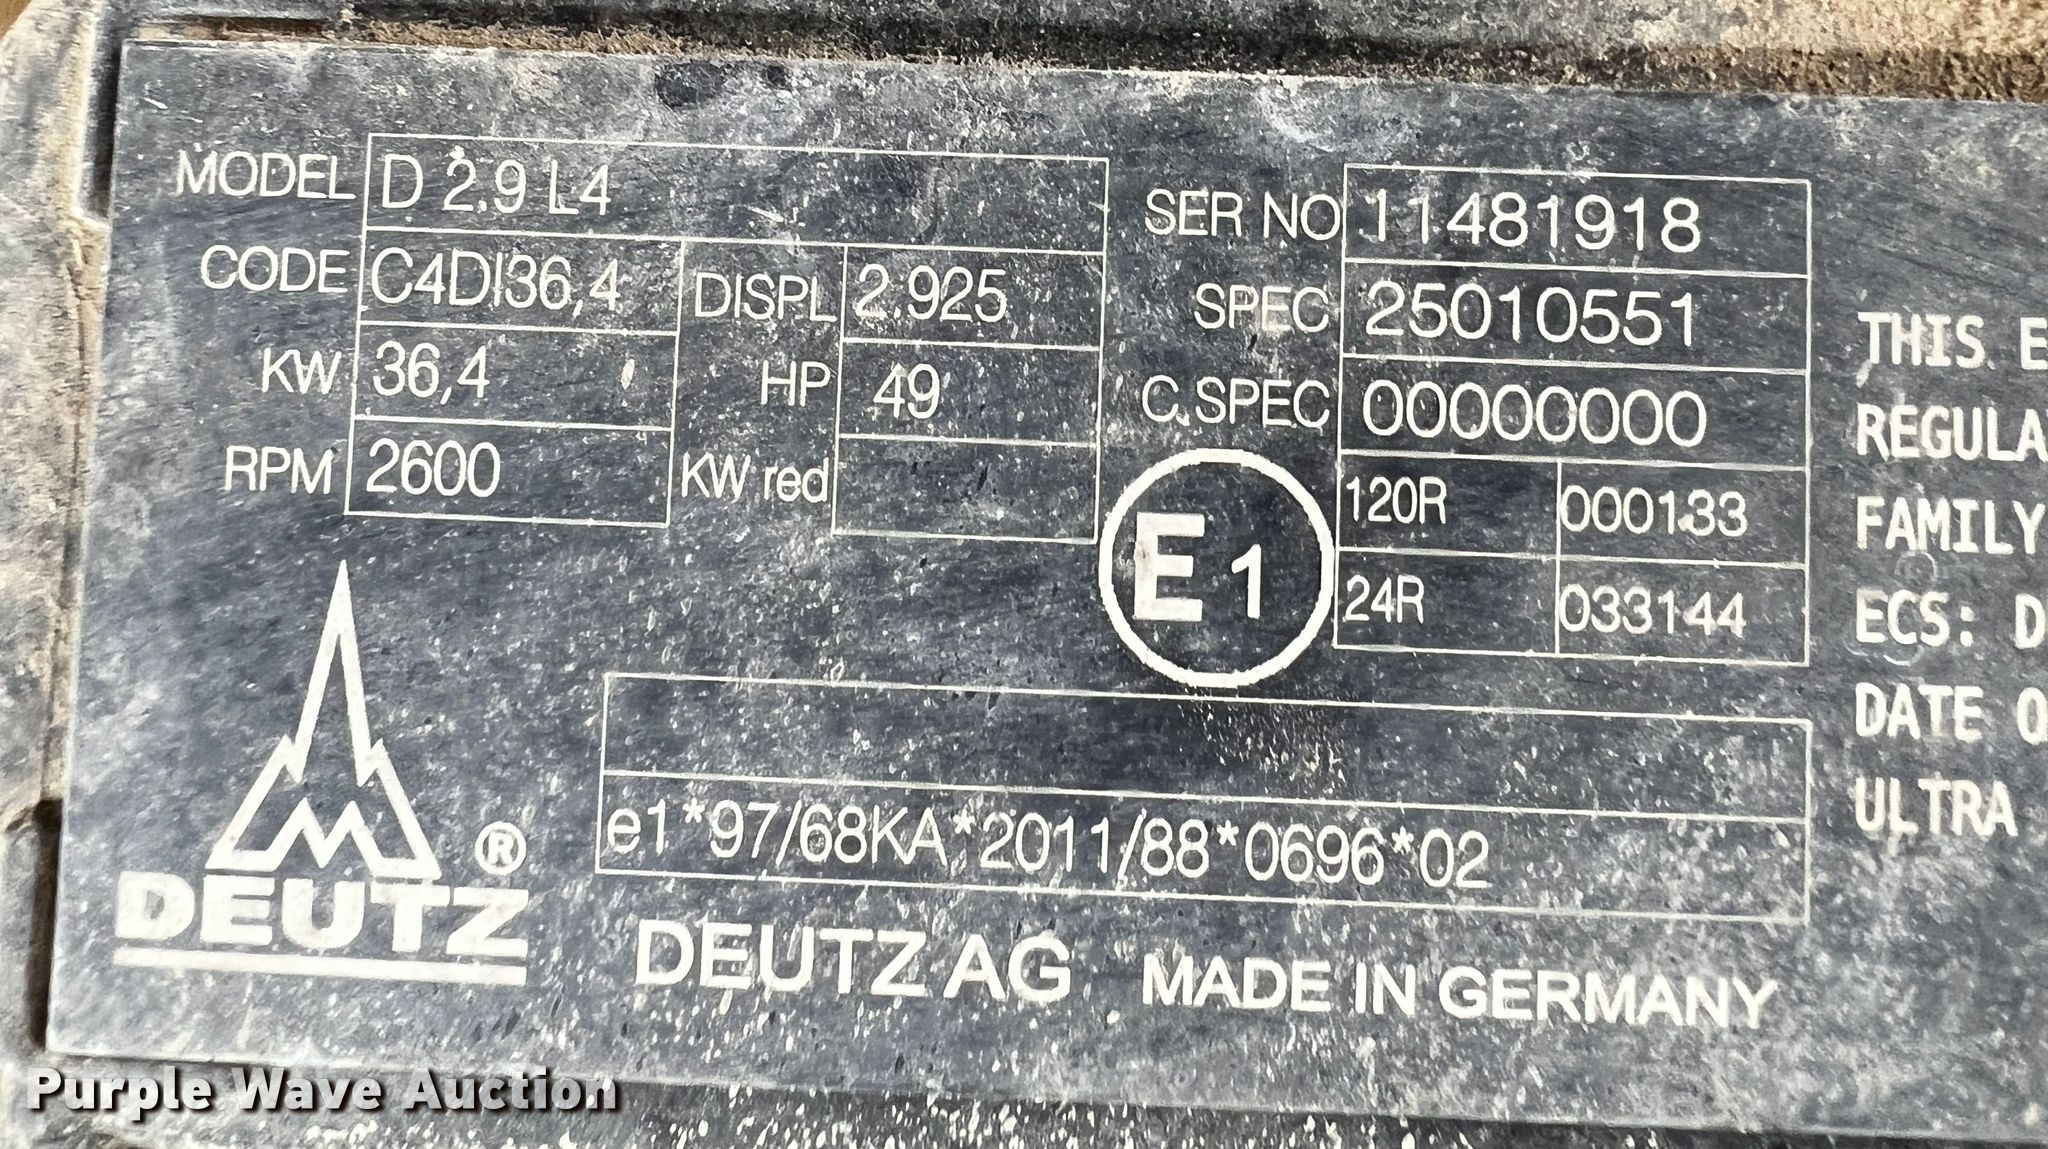 MODEL D 2.9 L4
CODE C4DI36,4 DISPL 2.925
KW 36,4 HP 49
RPM 2600 KW red
SER NO 11481918
SPEC 25010551
C.SPEC 00000000
E1
120R 000133
24R 033144
e1*97/68KA*2011/88*0696*02
DEUTZ®
DEUTZ AG MADE IN GERMANY
THIS E
REGULA
FAMILY
ECS: D
DATE O
ULTRA
Purple Wave Auction